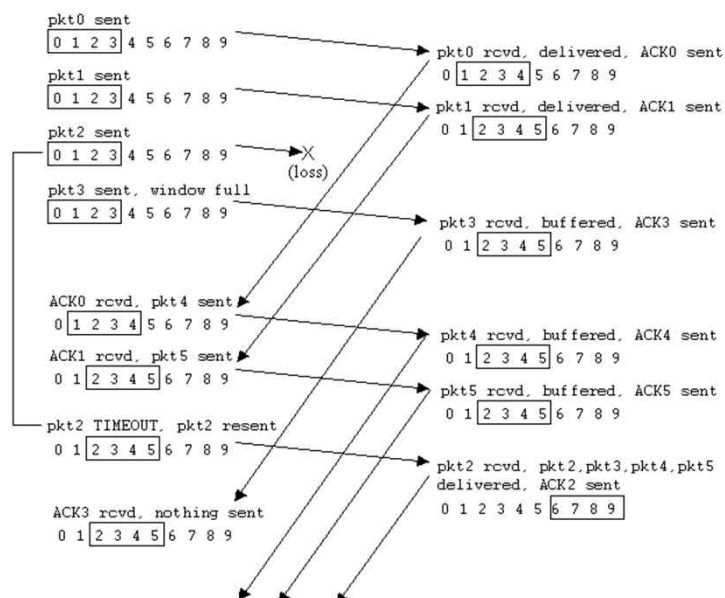 pkt0 sent
0 1 2 3 4 5 6 7 8 9
pkt1 sent
0 1 2 3 4 5 6 7 8 9
pkt2 sent
0 1 2 3 4 5 6 7 8 9
X
(loss)
pkt3 sent, window full
0 1 2 3 4 5 6 7 8 9
ACK0 rcvd, pkt4 sent
0 1 2 3 4 5 6 7 8 9
ACK1 rcvd, pkt5 sent
0 1 2 3 4 5 6 7 8 9
pkt2 TIMEOUT, pkt2 resent
0 1 2 3 4 5 6 7 8 9
ACK3 rcvd, nothing sent
0 1 2 3 4 5 6 7 8 9
pkt0 rcvd, delivered, ACK0 sent
0 1 2 3 4 5 6 7 8 9
pkt1 rcvd, delivered, ACK1 sent
0 1 2 3 4 5 6 7 8 9
pkt3 rcvd, buffered, ACK3 sent
0 1 2 3 4 5 6 7 8 9
pkt4 rcvd, buffered, ACK4 sent
0 1 2 3 4 5 6 7 8 9
pkt5 rcvd, buffered, ACK5 sent
0 1 2 3 4 5 6 7 8 9
pkt2 rcvd, pkt2,pkt3,pkt4,pkt5
delivered, ACK2 sent
0 1 2 3 4 5 6 7 8 9